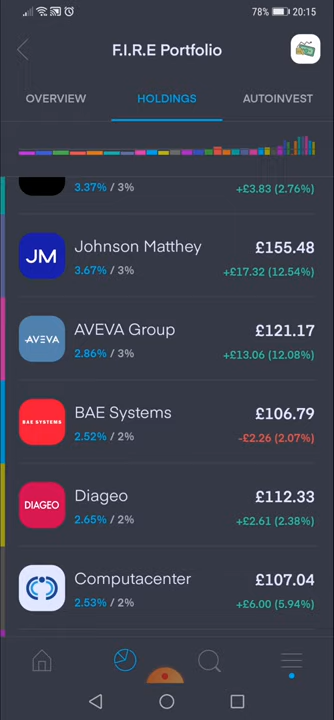 78% 20:15
F.I.R.E Portfolio
OVERVIEW HOLDINGS AUTOINVEST
3.37% / 3% +£3.83 (2.76%)
JM Johnson Matthey £155.48
3.67% / 3% +£17.32 (12.54%)
AVEVA AVEVA Group £121.17
2.86% / 3% +£13.06 (12.08%)
BAE SYSTEMS BAE Systems £106.79
2.52% / 2% -£2.26 (2.07%)
DIAGEO Diageo £112.33
2.65% / 2% +£2.61 (2.38%)
Computacenter £107.04
2.53% / 2% +£6.00 (5.94%)